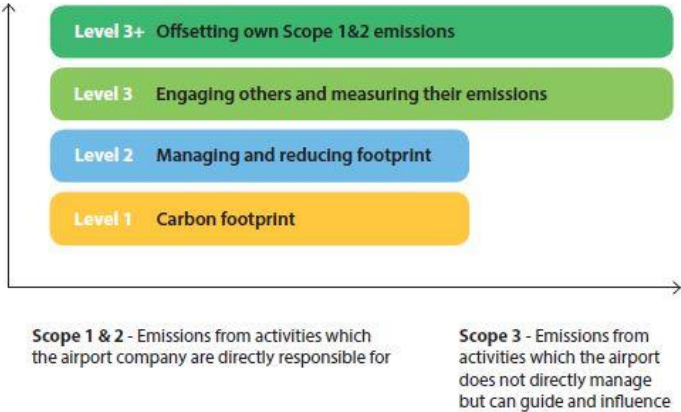 Level 3+ Offsetting own Scope 1&2 emissions
Level 3 Engaging others and measuring their emissions
Level 2 Managing and reducing footprint
Level 1 Carbon footprint
Scope 1 & 2 - Emissions from activities which
the airport company are directly responsible for
Scope 3 - Emissions from
activities which the airport
does not directly manage
but can guide and influence